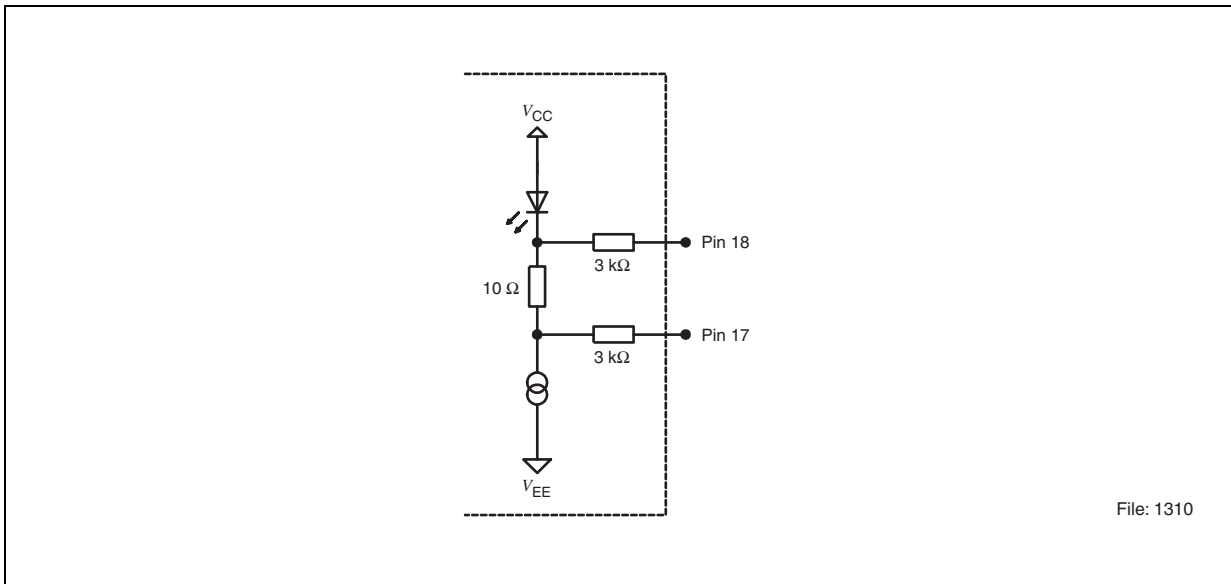 V_CC
Pin 18
3 kΩ
10 Ω
Pin 17
3 kΩ
V_EE
File: 1310